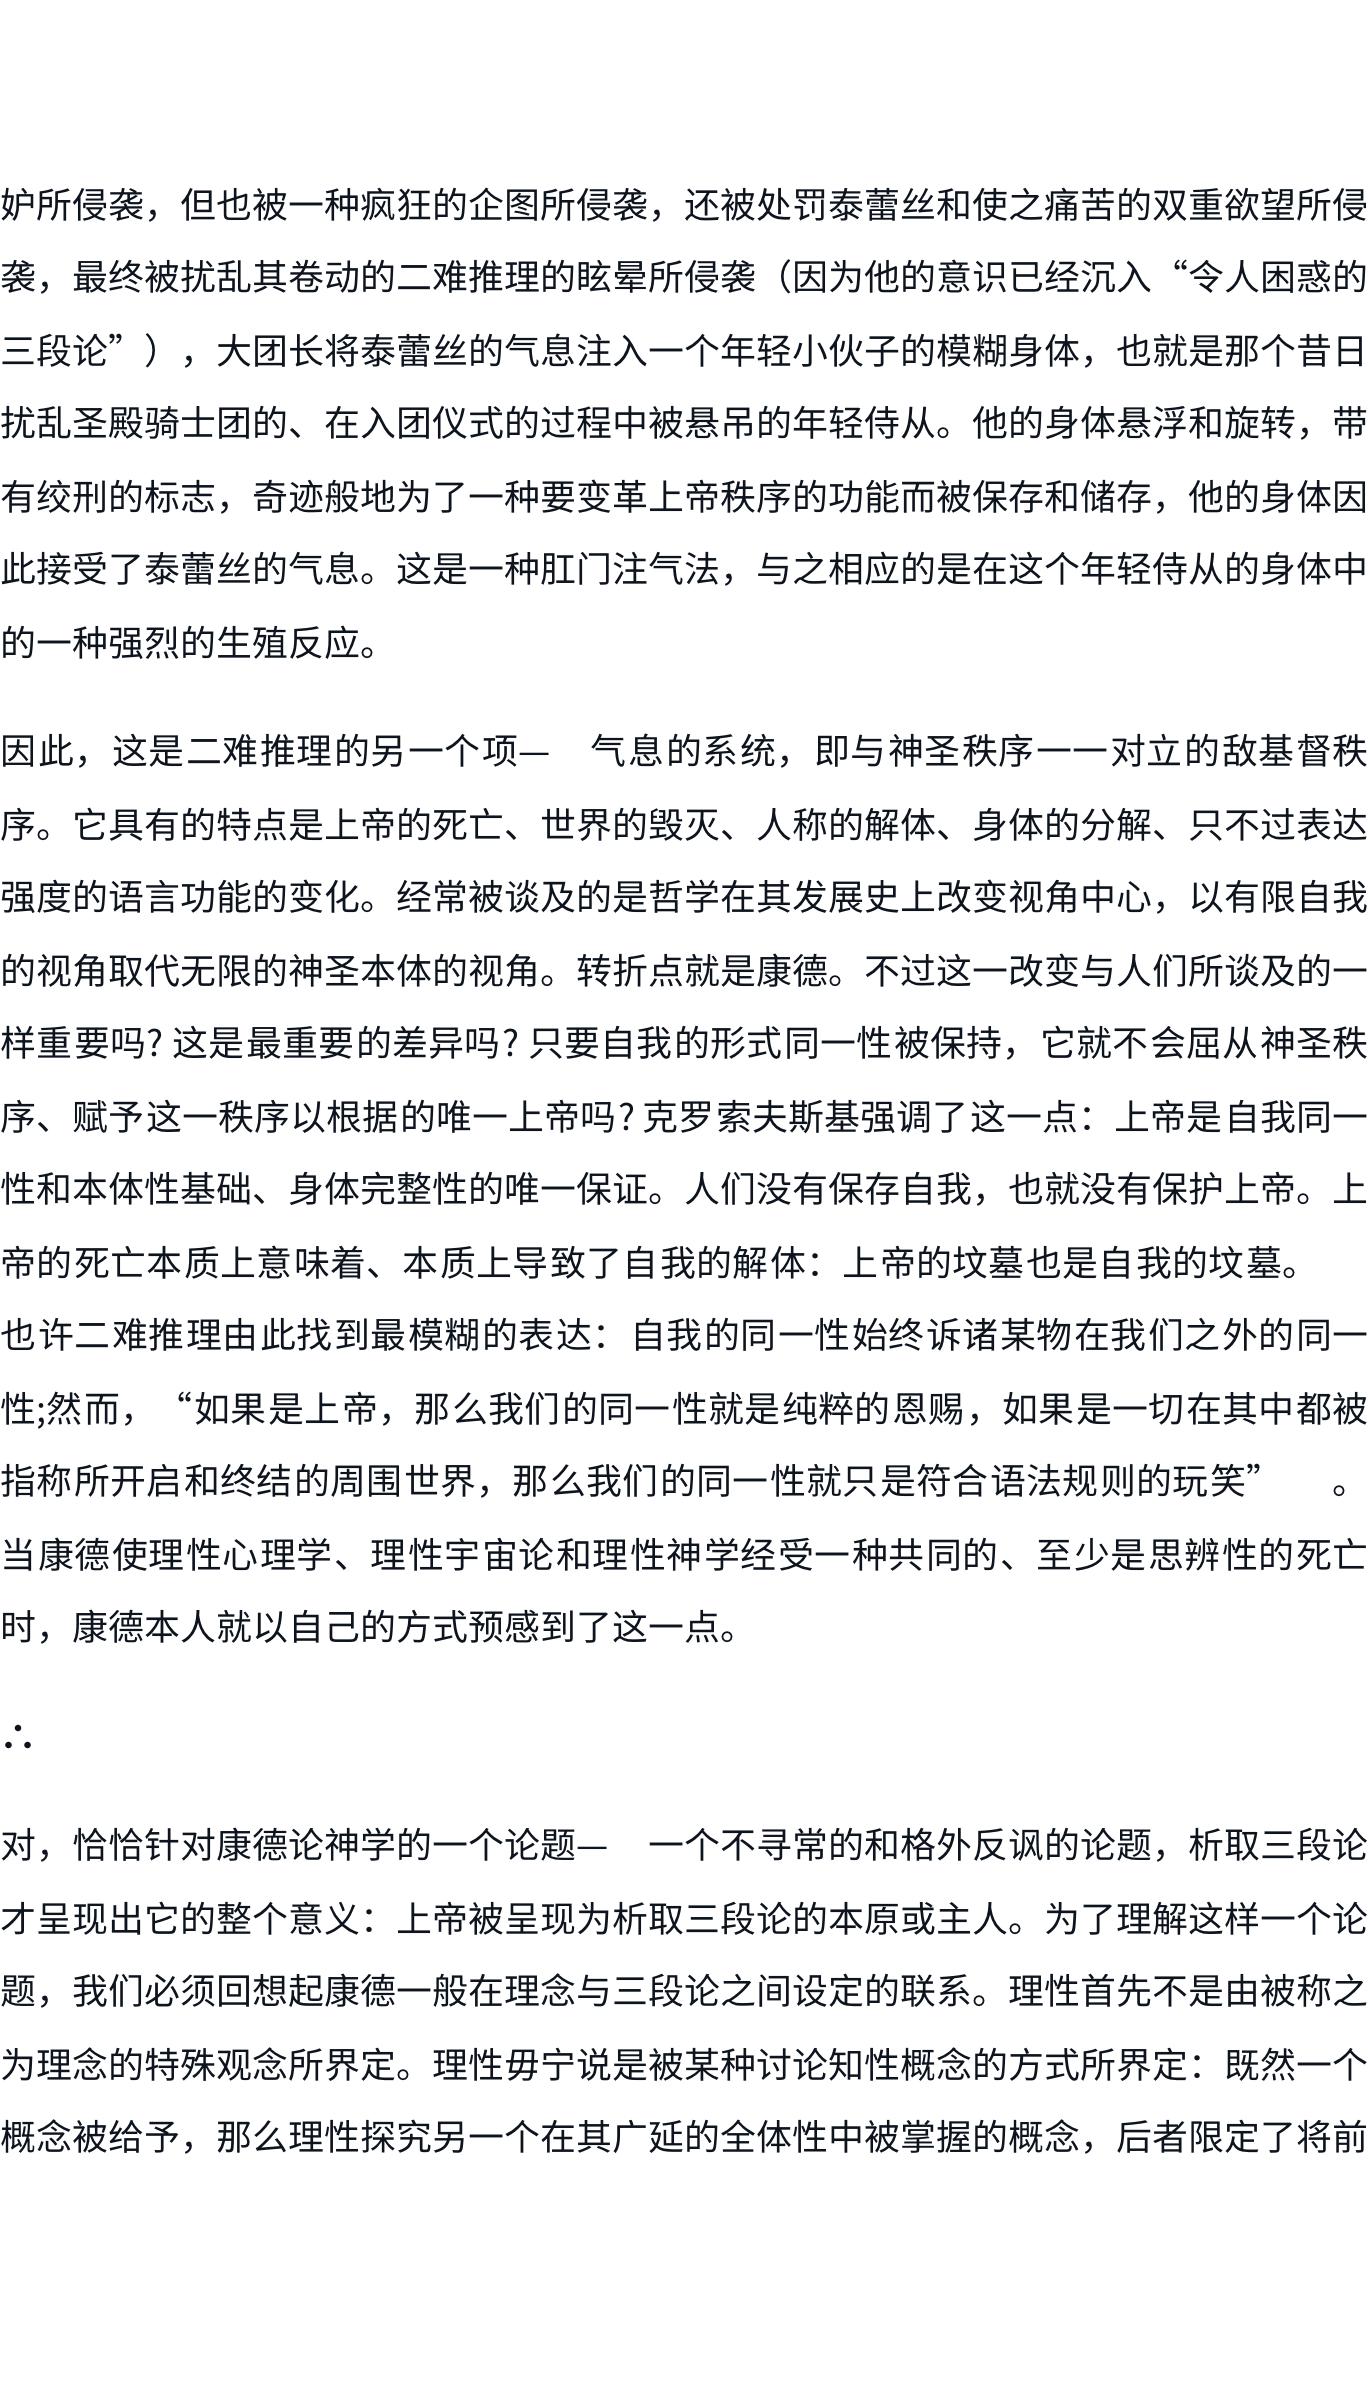 妒所侵袭，但也被一种疯狂的企图所侵袭，还被处罚泰蕾丝和使之痛苦的双重欲望所侵
袭，最终被扰乱其卷动的二难推理的眩晕所侵袭（因为他的意识已经沉入“令人困惑的
三段论”），大团长将泰蕾丝的气息注入一个年轻小伙子的模糊身体，也就是那个昔日
扰乱圣殿骑士团的、在入团仪式的过程中被悬吊的年轻侍从。他的身体悬浮和旋转，带
有绞刑的标志，奇迹般地为了一种要变革上帝秩序的功能而被保存和储存，他的身体因
此接受了泰蕾丝的气息。这是一种肛门注气法，与之相应的是在这个年轻侍从的身体中
的一种强烈的生殖反应。
因此，这是二难推理的另一个项— 气息的系统，即与神圣秩序一一对立的敌基督秩
序。它具有的特点是上帝的死亡、世界的毁灭、人称的解体、身体的分解、只不过表达
强度的语言功能的变化。经常被谈及的是哲学在其发展史上改变视角中心，以有限自我
的视角取代无限的神圣本体的视角。转折点就是康德。不过这一改变与人们所谈及的一
样重要吗? 这是最重要的差异吗? 只要自我的形式同一性被保持，它就不会屈从神圣秩
序、赋予这一秩序以根据的唯一上帝吗? 克罗索夫斯基强调了这一点：上帝是自我同一
性和本体性基础、身体完整性的唯一保证。人们没有保存自我，也就没有保护上帝。上
帝的死亡本质上意味着、本质上导致了自我的解体：上帝的坟墓也是自我的坟墓。
也许二难推理由此找到最模糊的表达：自我的同一性始终诉诸某物在我们之外的同一
性;然而，“如果是上帝，那么我们的同一性就是纯粹的恩赐，如果是一切在其中都被
指称所开启和终结的周围世界，那么我们的同一性就只是符合语法规则的玩笑” 。
当康德使理性心理学、理性宇宙论和理性神学经受一种共同的、至少是思辨性的死亡
时，康德本人就以自己的方式预感到了这一点。
∴
对，恰恰针对康德论神学的一个论题— 一个不寻常的和格外反讽的论题，析取三段论
才呈现出它的整个意义：上帝被呈现为析取三段论的本原或主人。为了理解这样一个论
题，我们必须回想起康德一般在理念与三段论之间设定的联系。理性首先不是由被称之
为理念的特殊观念所界定。理性毋宁说是被某种讨论知性概念的方式所界定：既然一个
概念被给予，那么理性探究另一个在其广延的全体性中被掌握的概念，后者限定了将前